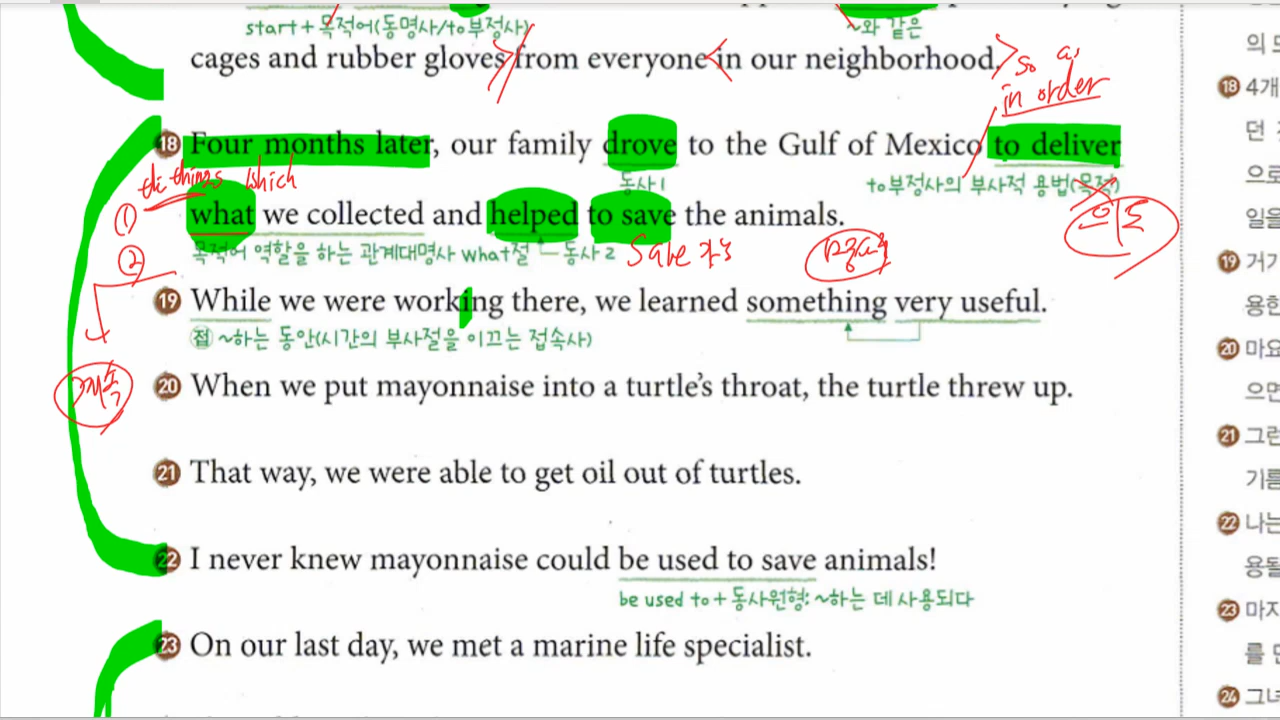 start + 목적어(동명사/to부정사)
~와 같은
cages and rubber gloves from everyone in our neighborhood.
so as
in order
의
18 4개
18 Four months later, our family drove to the Gulf of Mexico to deliver
던
the things which
동사1
to부정사의 부사적 용법(목적)
으로
① what we collected and helped to save the animals.
의도
일을
목적어 역할을 하는 관계대명사 what절
동사 2
save 가능
②
19 거기
19 While we were working there, we learned something very useful.
용한
접 ~하는 동안(시간의 부사절을 이끄는 접속사)
20 마요
계속
20 When we put mayonnaise into a turtle's throat, the turtle threw up.
으면
21 그런
21 That way, we were able to get oil out of turtles.
기름
22 나는
22 I never knew mayonnaise could be used to save animals!
용될
be used to + 동사원형: ~하는 데 사용되다
23 마지
23 On our last day, we met a marine life specialist.
를 만
24 그녀